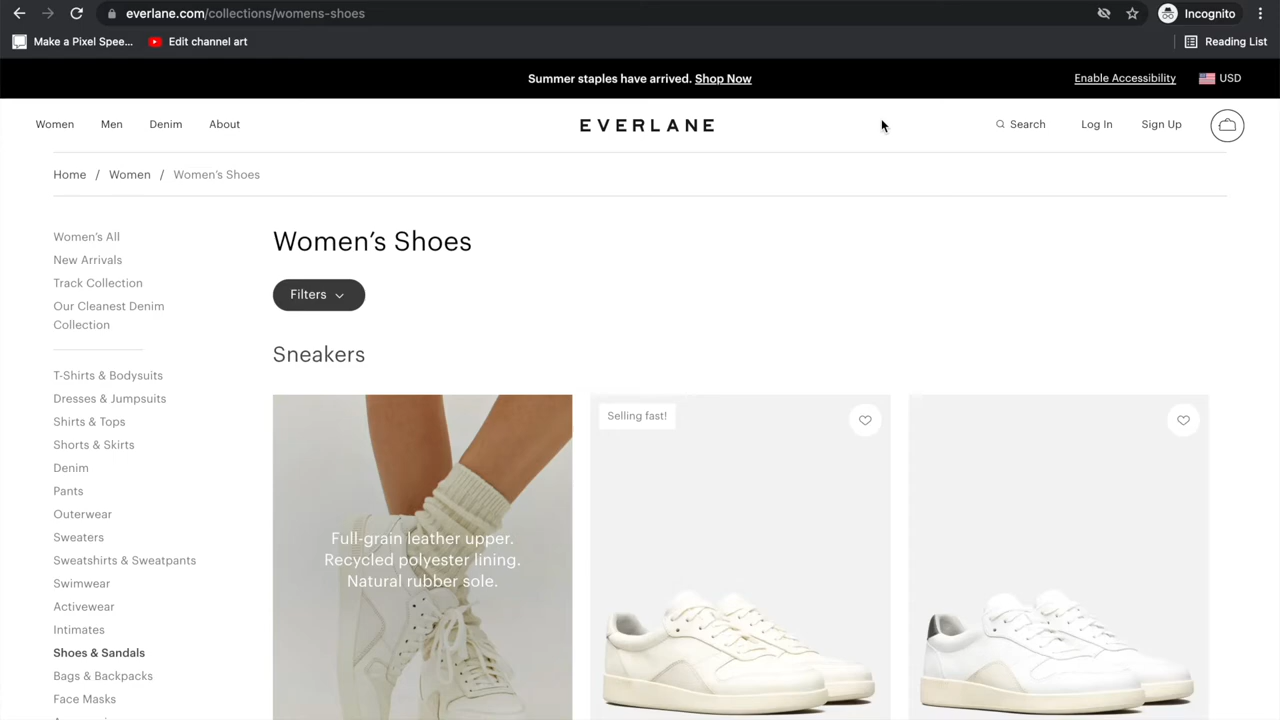 everlane.com/collections/womens-shoes
Incognito
Make a Pixel Spee...
Edit channel art
Reading List
Summer staples have arrived. Shop Now
Enable Accessibility
USD
Women
Men
Denim
About
EVERLANE
Search
Log In
Sign Up
Home / Women / Women's Shoes
Women's All
New Arrivals
Track Collection
Our Cleanest Denim
Collection
T-Shirts & Bodysuits
Dresses & Jumpsuits
Shirts & Tops
Shorts & Skirts
Denim
Pants
Outerwear
Sweaters
Sweatshirts & Sweatpants
Swimwear
Activewear
Intimates
Shoes & Sandals
Bags & Backpacks
Face Masks
Women's Shoes
Filters
Sneakers
Full-grain leather upper.
Recycled polyester lining.
Natural rubber sole.
Selling fast!